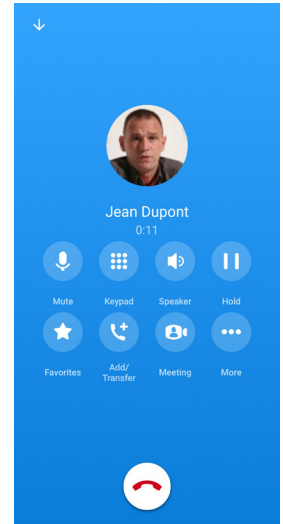 Jean Dupont
0:11
Mute Keypad Speaker Hold
Favorites Add/ Meeting More
Transfer